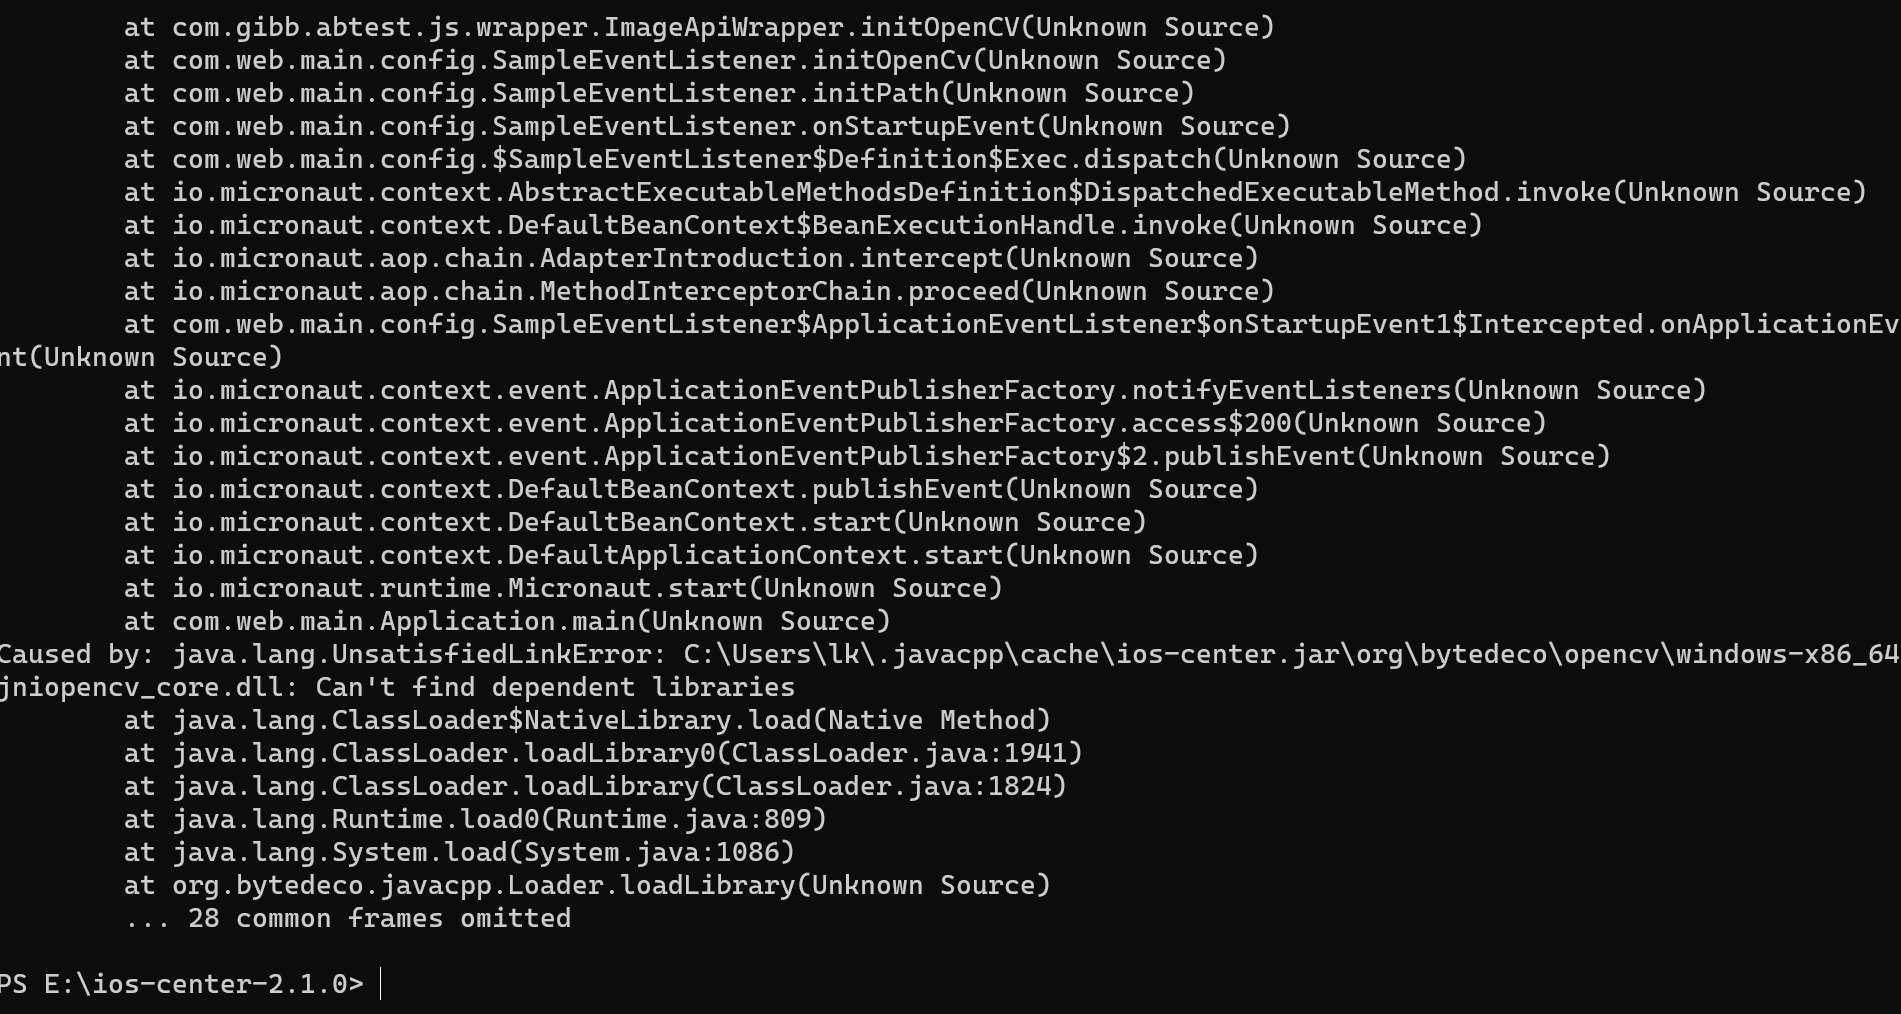 at com.gibb.abtest.js.wrapper.ImageApiWrapper.initOpenCV(Unknown Source)
at com.web.main.config.SampleEventListener.initOpenCv(Unknown Source)
at com.web.main.config.SampleEventListener.initPath(Unknown Source)
at com.web.main.config.SampleEventListener.onStartupEvent(Unknown Source)
at com.web.main.config.$SampleEventListener$Definition$Exec.dispatch(Unknown Source)
at io.micronaut.context.AbstractExecutableMethodsDefinition$DispatchedExecutableMethod.invoke(Unknown Source)
at io.micronaut.context.DefaultBeanContext$BeanExecutionHandle.invoke(Unknown Source)
at io.micronaut.aop.chain.AdapterIntroduction.intercept(Unknown Source)
at io.micronaut.aop.chain.MethodInterceptorChain.proceed(Unknown Source)
at com.web.main.config.SampleEventListener$ApplicationEventListener$onStartupEvent1$Intercepted.onApplicationEv
nt(Unknown Source)
at io.micronaut.context.event.ApplicationEventPublisherFactory.notifyEventListeners(Unknown Source)
at io.micronaut.context.event.ApplicationEventPublisherFactory.access$200(Unknown Source)
at io.micronaut.context.event.ApplicationEventPublisherFactory$2.publishEvent(Unknown Source)
at io.micronaut.context.DefaultBeanContext.publishEvent(Unknown Source)
at io.micronaut.context.DefaultBeanContext.start(Unknown Source)
at io.micronaut.context.DefaultApplicationContext.start(Unknown Source)
at io.micronaut.runtime.Micronaut.start(Unknown Source)
at com.web.main.Application.main(Unknown Source)
Caused by: java.lang.UnsatisfiedLinkError: C:\Users\lk\.javacpp\cache\ios-center.jar\org\bytedeco\opencv\windows-x86_64
jniopencv_core.dll: Can't find dependent libraries
at java.lang.ClassLoader$NativeLibrary.load(Native Method)
at java.lang.ClassLoader.loadLibrary0(ClassLoader.java:1941)
at java.lang.ClassLoader.loadLibrary(ClassLoader.java:1824)
at java.lang.Runtime.load0(Runtime.java:809)
at java.lang.System.load(System.java:1086)
at org.bytedeco.javacpp.Loader.loadLibrary(Unknown Source)
... 28 common frames omitted
PS E:\ios-center-2.1.0>